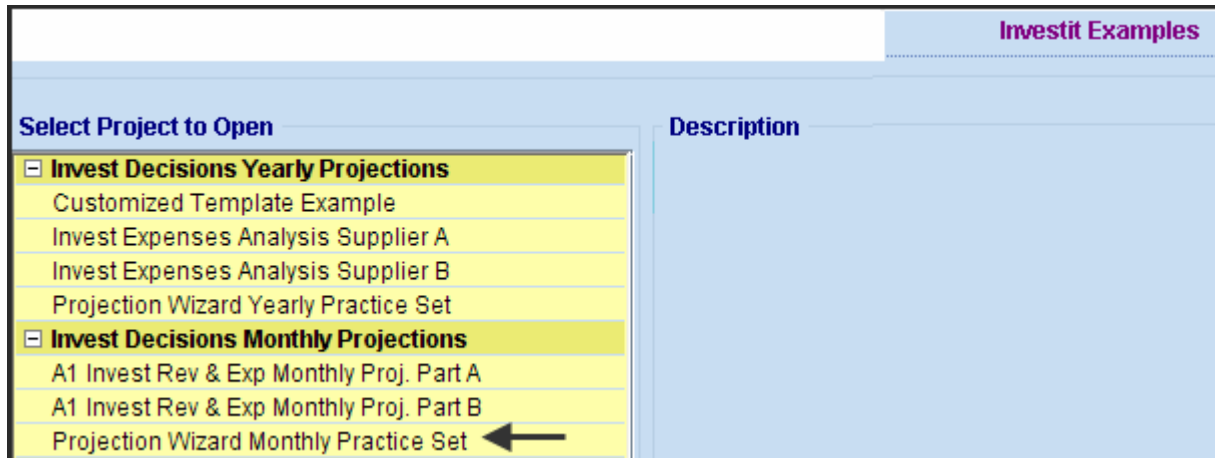 Investit Examples
Select Project to Open
Description
Invest Decisions Yearly Projections
Customized Template Example
Invest Expenses Analysis Supplier A
Invest Expenses Analysis Supplier B
Projection Wizard Yearly Practice Set
Invest Decisions Monthly Projections
A1 Invest Rev & Exp Monthly Proj. Part A
A1 Invest Rev & Exp Monthly Proj. Part B
Projection Wizard Monthly Practice Set